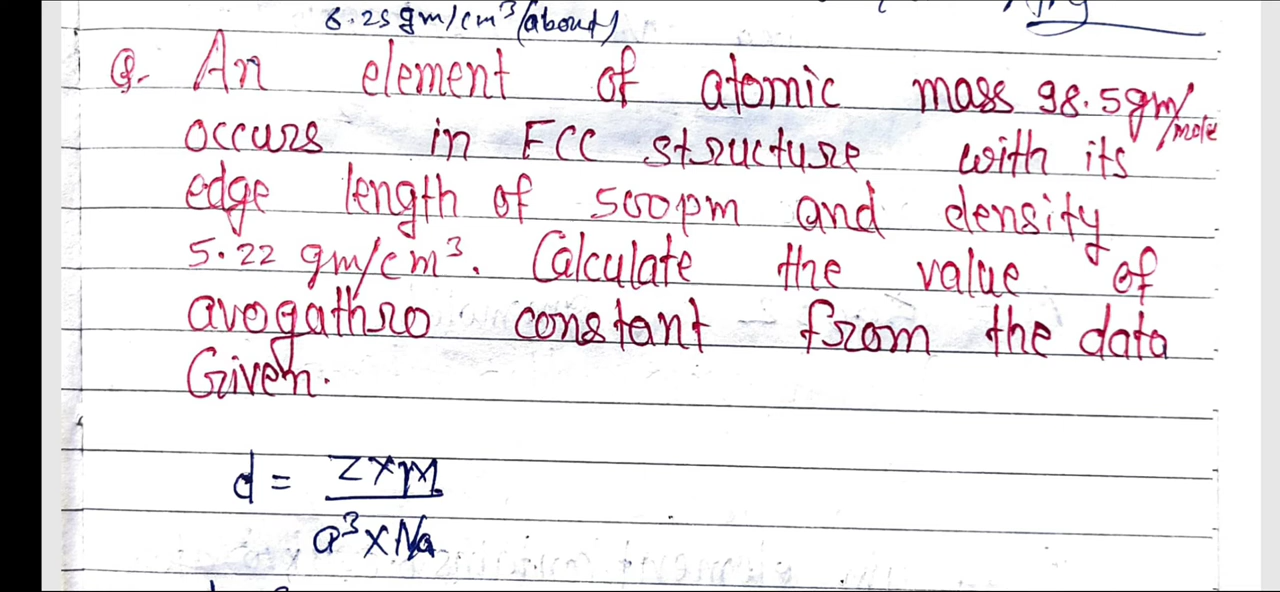 6.25 gm/cm³ (about)
Q. An element of atomic mass 98.5gm/mole
occurs in FCC structure with its
edge length of 500pm and density
5.22 gm/cm³. Calculate the value of
avogathro constant from the data
Given.
d = Z×M
a³×Na